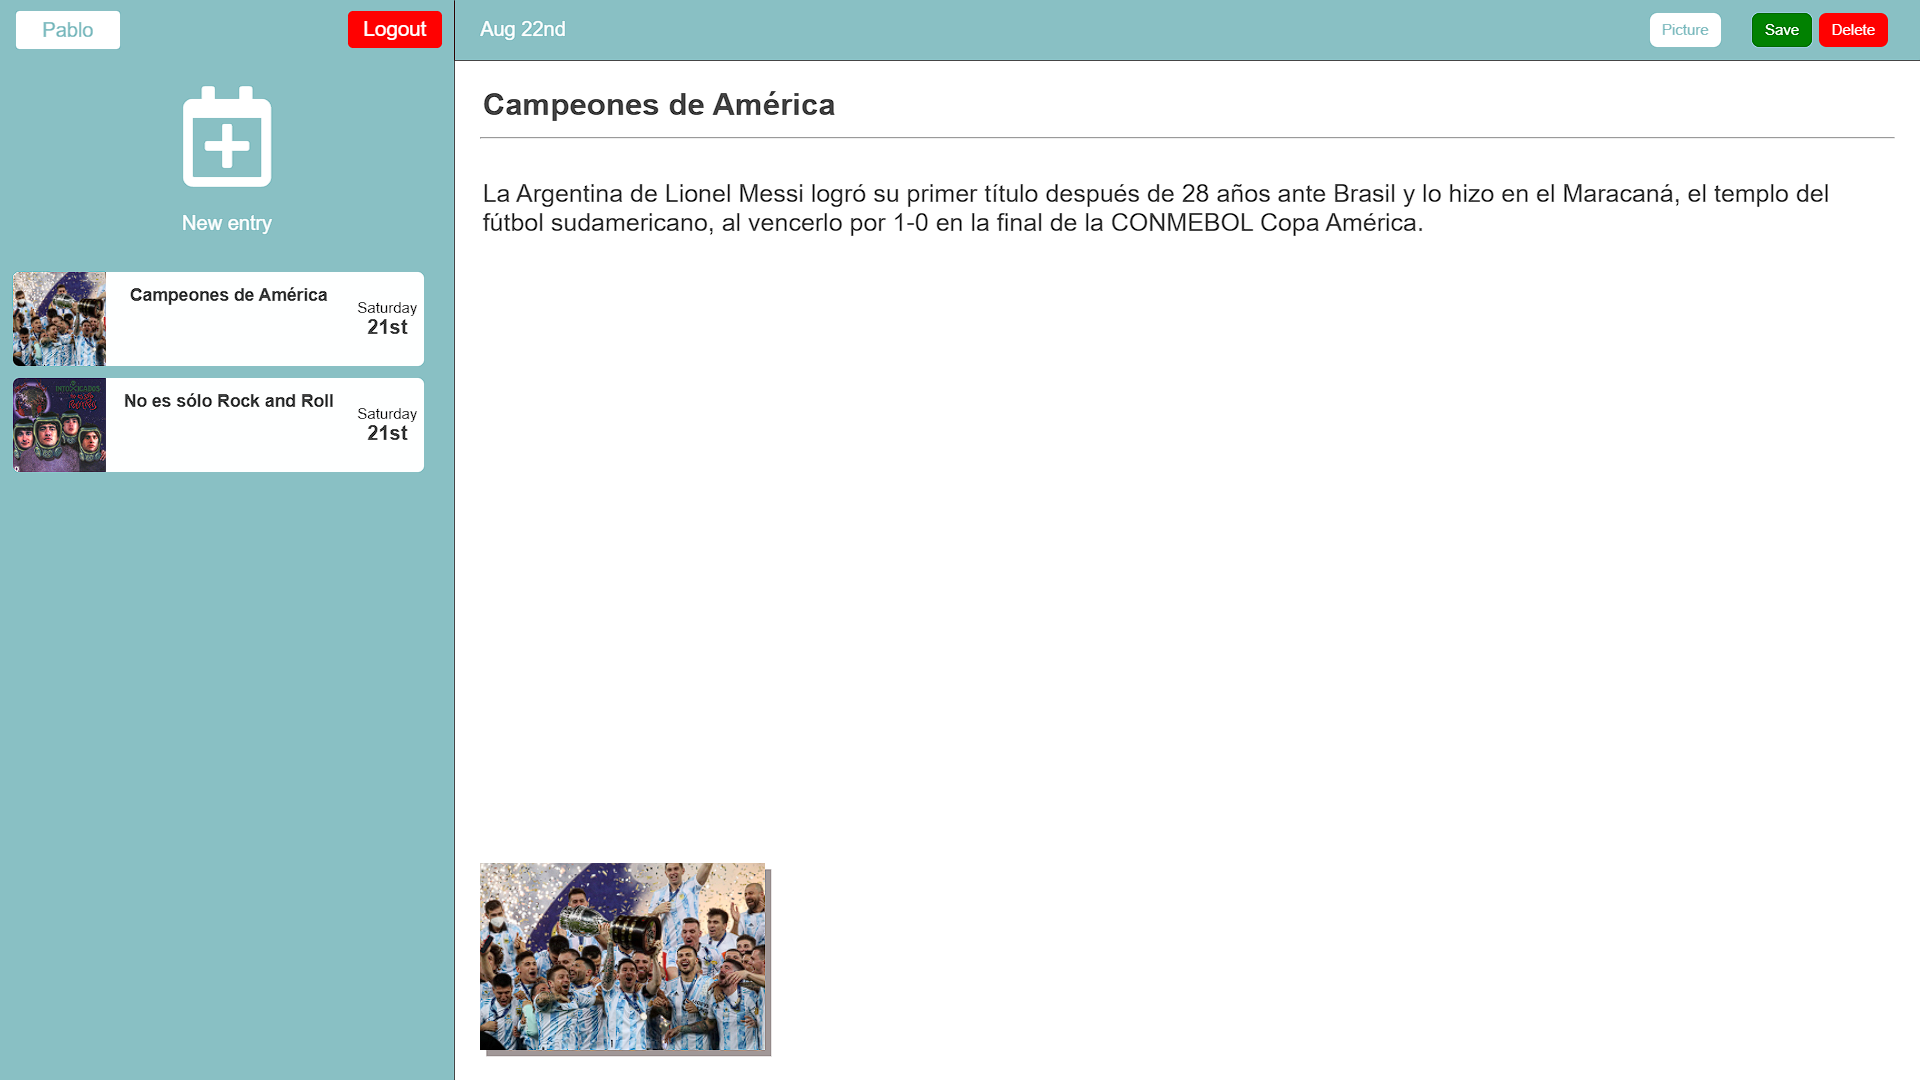 Pablo
Logout
New entry
Campeones de América
Saturday
21st
No es sólo Rock and Roll
Saturday
21st
Aug 22nd
Picture
Save
Delete
Campeones de América
La Argentina de Lionel Messi logró su primer título después de 28 años ante Brasil y lo hizo en el Maracaná, el templo del
fútbol sudamericano, al vencerlo por 1-0 en la final de la CONMEBOL Copa América.